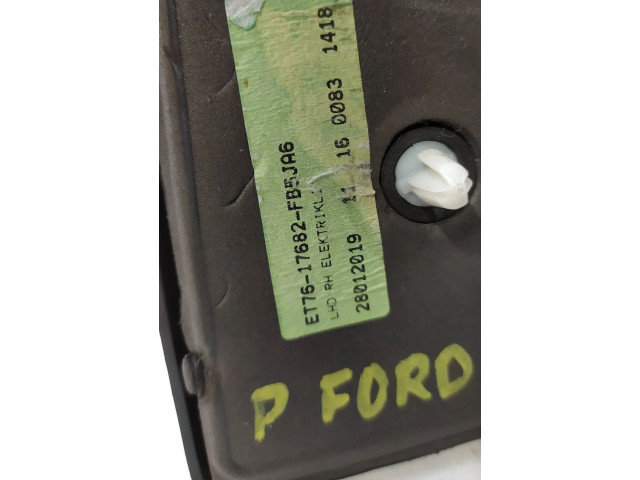 ET76-17682-FB5JA6
LHD RH ELEKTRIKLI
28012019 11 16 0083 1418
P FORD